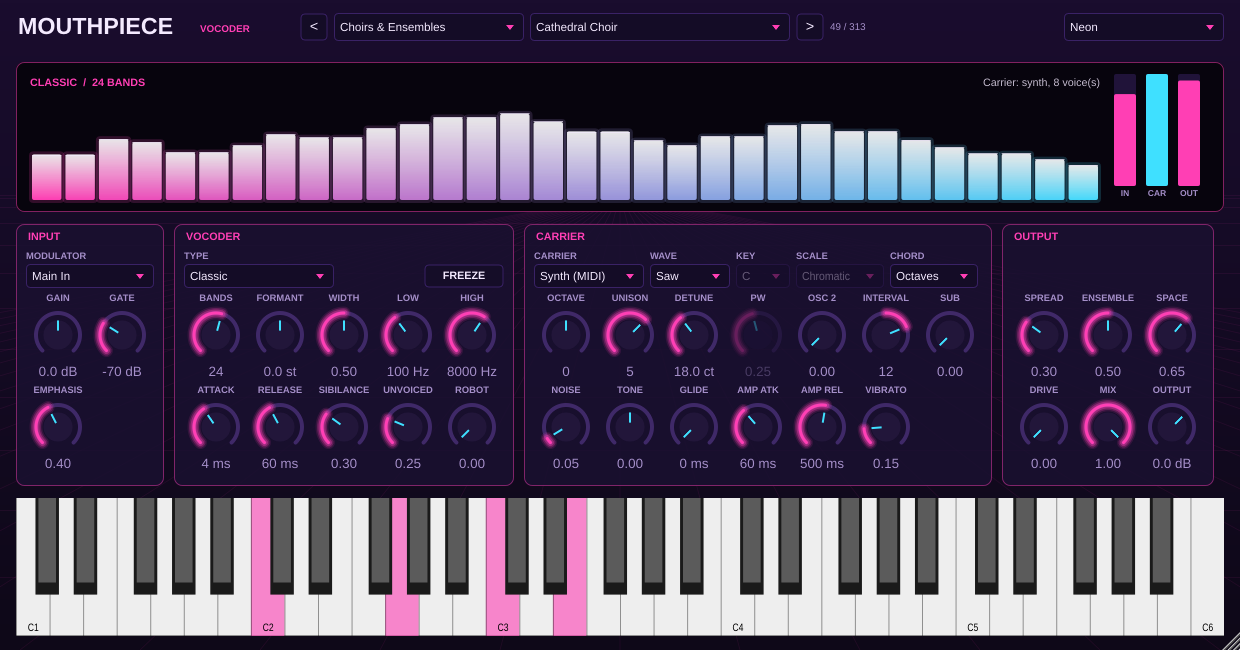 MOUTHPIECE VOCODER < Choirs & Ensembles Cathedral Choir > 49 / 313 Neon
CLASSIC / 24 BANDS Carrier: synth, 8 voice(s)
IN CAR OUT
INPUT VOCODER CARRIER OUTPUT
MODULATOR TYPE CARRIER WAVE KEY SCALE CHORD
Main In Classic FREEZE Synth (MIDI) Saw C Chromatic Octaves
GAIN GATE BANDS FORMANT WIDTH LOW HIGH OCTAVE UNISON DETUNE PW OSC 2 INTERVAL SUB SPREAD ENSEMBLE SPACE
0.0 dB -70 dB 24 0.0 st 0.50 100 Hz 8000 Hz 0 5 18.0 ct 0.25 0.00 12 0.00 0.30 0.50 0.65
EMPHASIS ATTACK RELEASE SIBILANCE UNVOICED ROBOT NOISE TONE GLIDE AMP ATK AMP REL VIBRATO DRIVE MIX OUTPUT
0.40 4 ms 60 ms 0.30 0.25 0.00 0.05 0.00 0 ms 60 ms 500 ms 0.15 0.00 1.00 0.0 dB
C1 C2 C3 C4 C5 C6